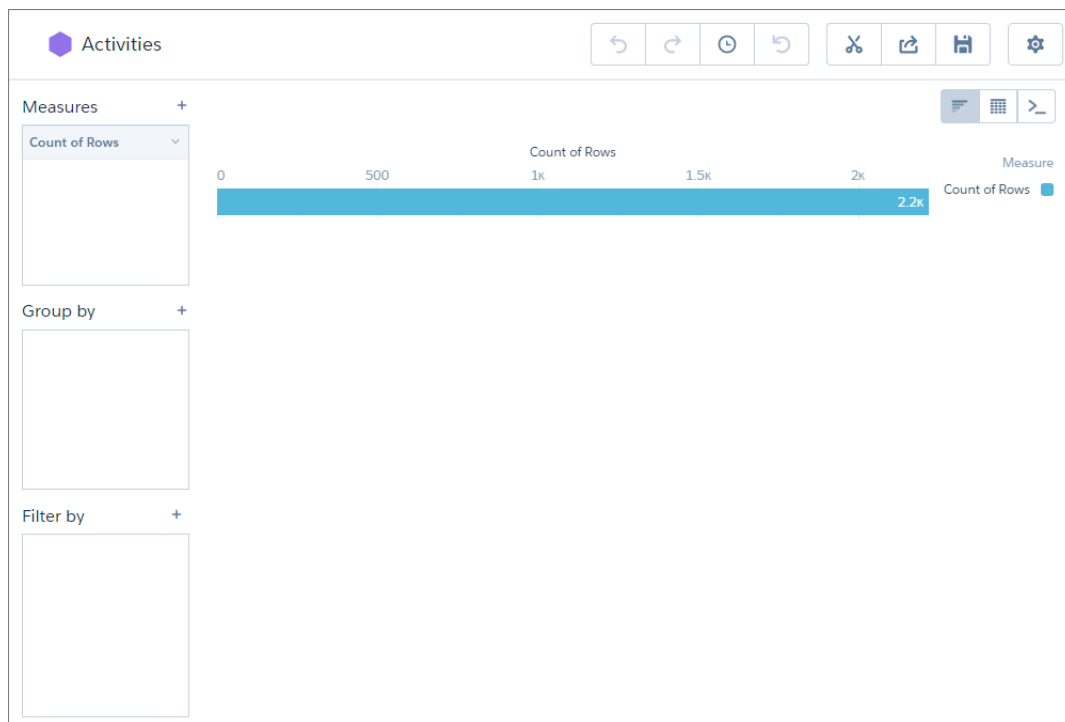 Activities
Measures +
Count of Rows
Group by +
Filter by +
Count of Rows
0 500 1K 1.5K 2K
2.2K
Measure
Count of Rows